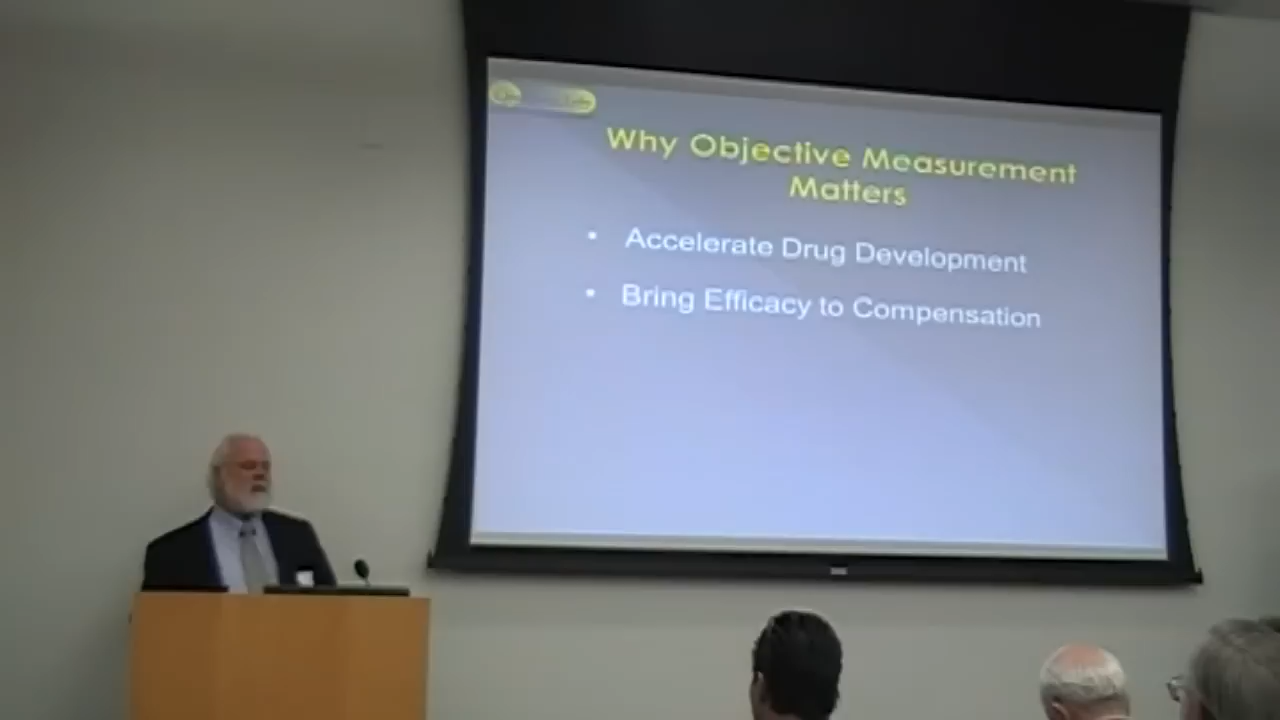 Why Objective Measurement
Matters
• Accelerate Drug Development
• Bring Efficacy to Compensation